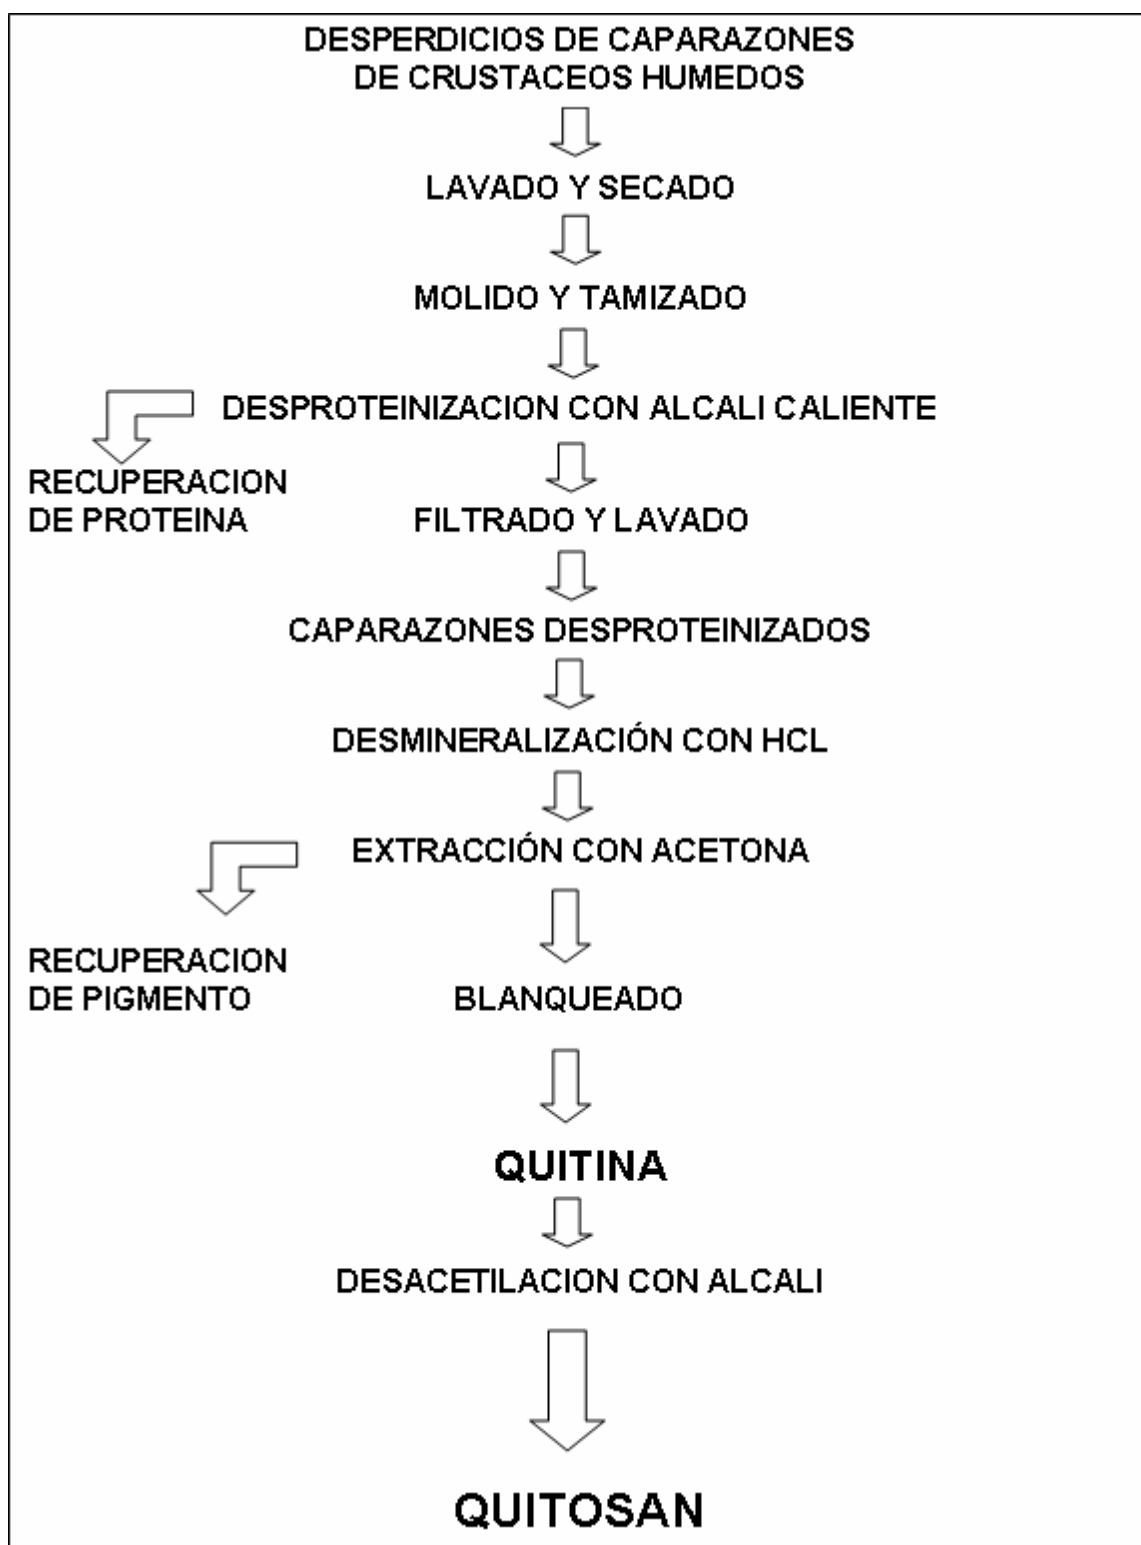 DESPERDICIOS DE CAPARAZONES
DE CRUSTACEOS HUMEDOS
LAVADO Y SECADO
MOLIDO Y TAMIZADO
DESPROTEINIZACION CON ALCALI CALIENTE
RECUPERACION
DE PROTEINA
FILTRADO Y LAVADO
CAPARAZONES DESPROTEINIZADOS
DESMINERALIZACIÓN CON HCL
EXTRACCIÓN CON ACETONA
RECUPERACION
DE PIGMENTO
BLANQUEADO
QUITINA
DESACETILACION CON ALCALI
QUITOSAN